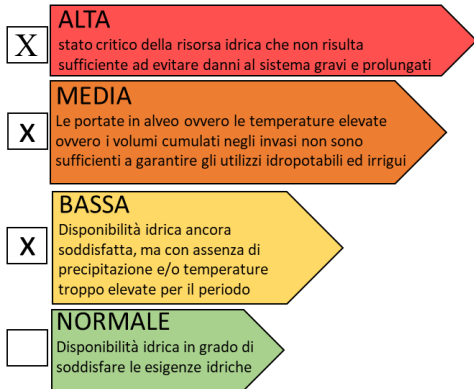 X
ALTA
stato critico della risorsa idrica che non risulta
sufficiente ad evitare danni al sistema gravi e prolungati
X
MEDIA
Le portate in alveo ovvero le temperature elevate
ovvero i volumi cumulati negli invasi non sono
sufficienti a garantire gli utilizzi idropotabili ed irrigui
X
BASSA
Disponibilità idrica ancora
soddisfatta, ma con assenza di
precipitazione e/o temperature
troppo elevate per il periodo
NORMALE
Disponibilità idrica in grado di
soddisfare le esigenze idriche